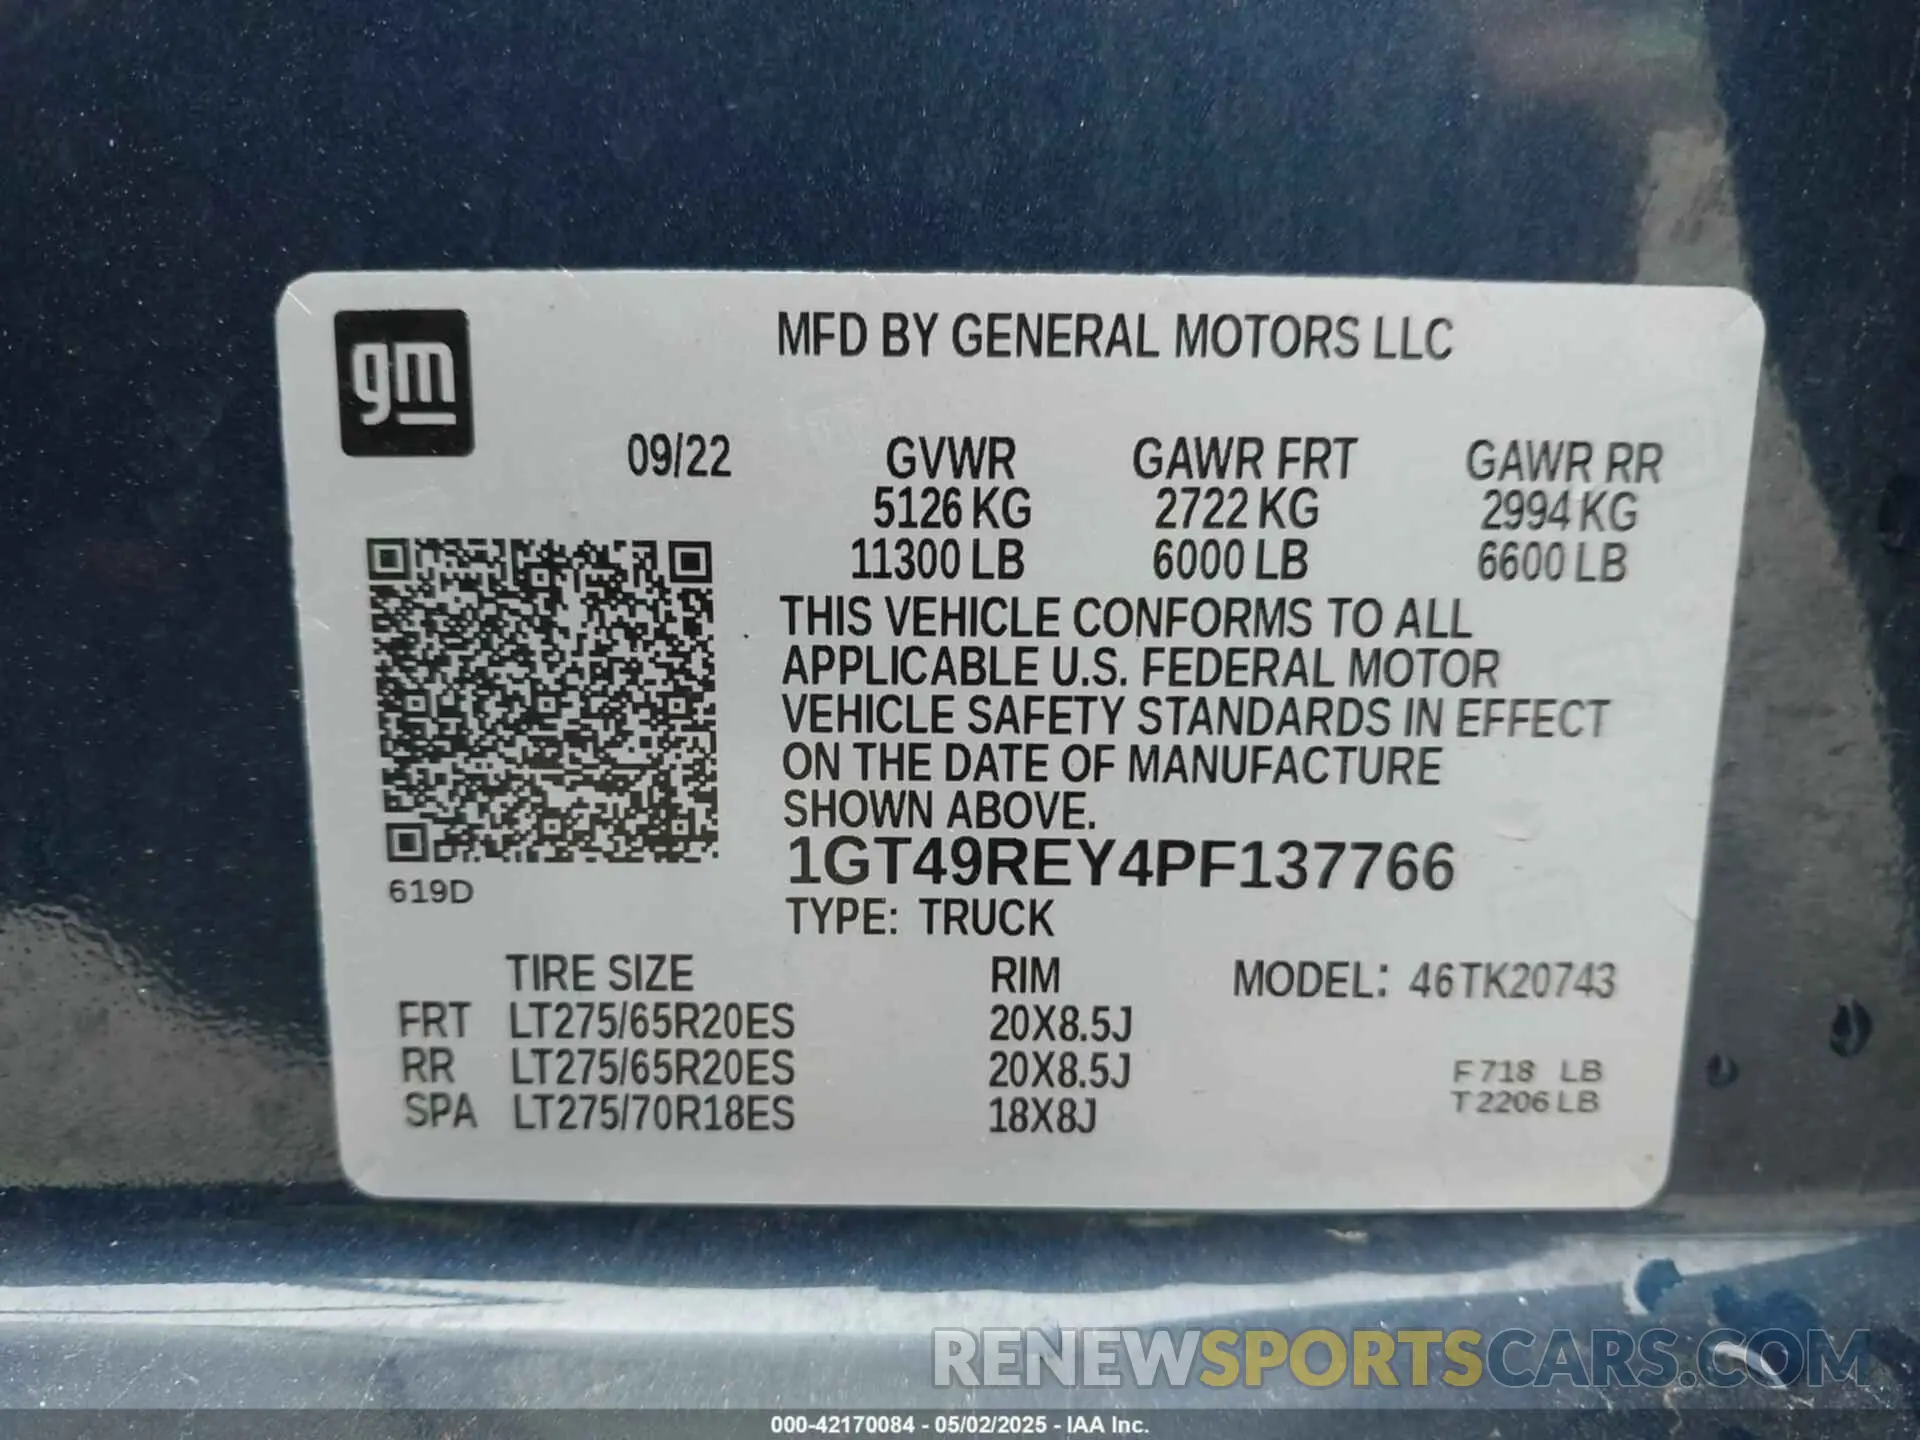 gm
MFD BY GENERAL MOTORS LLC
09/22 GVWR GAWR FRT GAWR RR
5126 KG 2722 KG 2994 KG
11300 LB 6000 LB 6600 LB
THIS VEHICLE CONFORMS TO ALL
APPLICABLE U.S. FEDERAL MOTOR
VEHICLE SAFETY STANDARDS IN EFFECT
ON THE DATE OF MANUFACTURE
SHOWN ABOVE.
1GT49REY4PF137766
619D
TYPE: TRUCK
TIRE SIZE RIM MODEL: 46TK20743
FRT LT275/65R20ES 20X8.5J
RR LT275/65R20ES 20X8.5J
SPA LT275/70R18ES 18X8J
F 718 LB
T 2206 LB
RENEWSPORTSCARS.COM
000-42170084 - 05/02/2025 - IAA Inc.